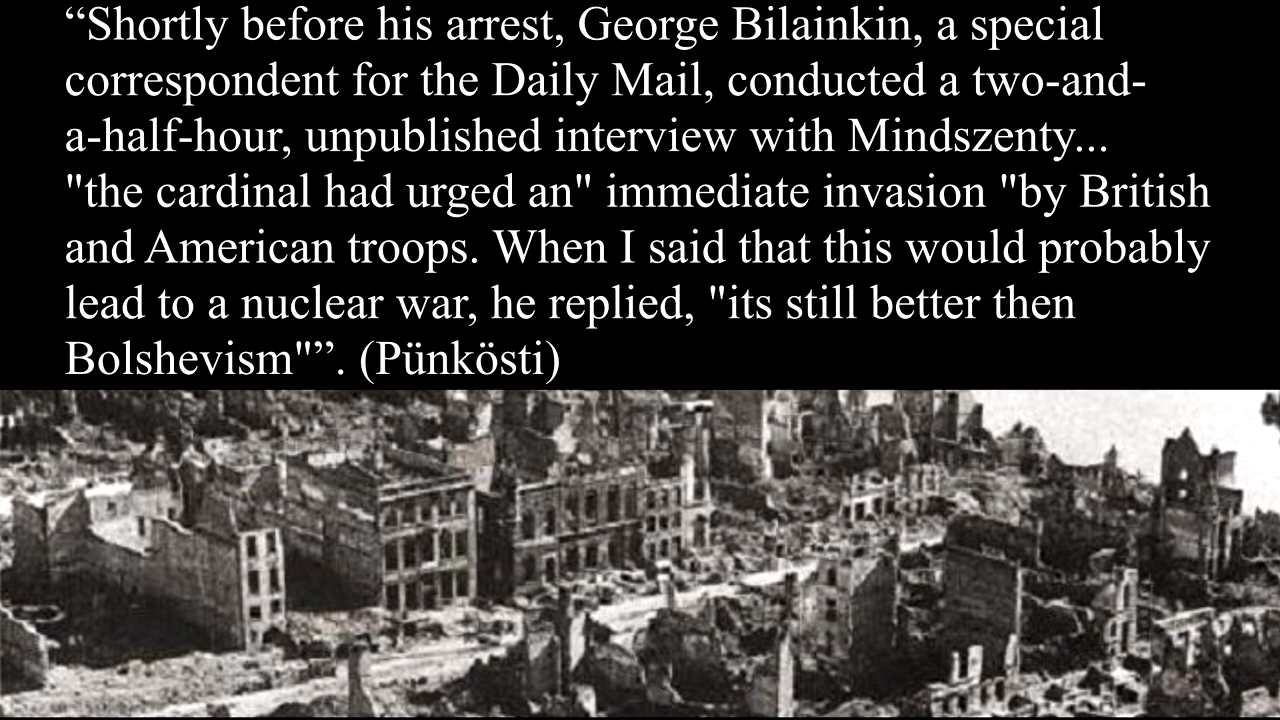 “Shortly before his arrest, George Bilainkin, a special
correspondent for the Daily Mail, conducted a two-and-
a-half-hour, unpublished interview with Mindszenty...
"the cardinal had urged an" immediate invasion "by British
and American troops. When I said that this would probably
lead to a nuclear war, he replied, "its still better then
Bolshevism"”. (Pünkösti)